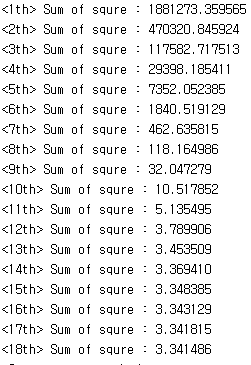 <1th> Sum of squre : 1881273.359565
<2th> Sum of squre : 470320.845924
<3th> Sum of squre : 117582.717513
<4th> Sum of squre : 29398.185411
<5th> Sum of squre : 7352.052385
<6th> Sum of squre : 1840.519129
<7th> Sum of squre : 462.635815
<8th> Sum of squre : 118.164986
<9th> Sum of squre : 32.047279
<10th> Sum of squre : 10.517852
<11th> Sum of squre : 5.135495
<12th> Sum of squre : 3.789906
<13th> Sum of squre : 3.453509
<14th> Sum of squre : 3.369410
<15th> Sum of squre : 3.348385
<16th> Sum of squre : 3.343129
<17th> Sum of squre : 3.341815
<18th> Sum of squre : 3.341486